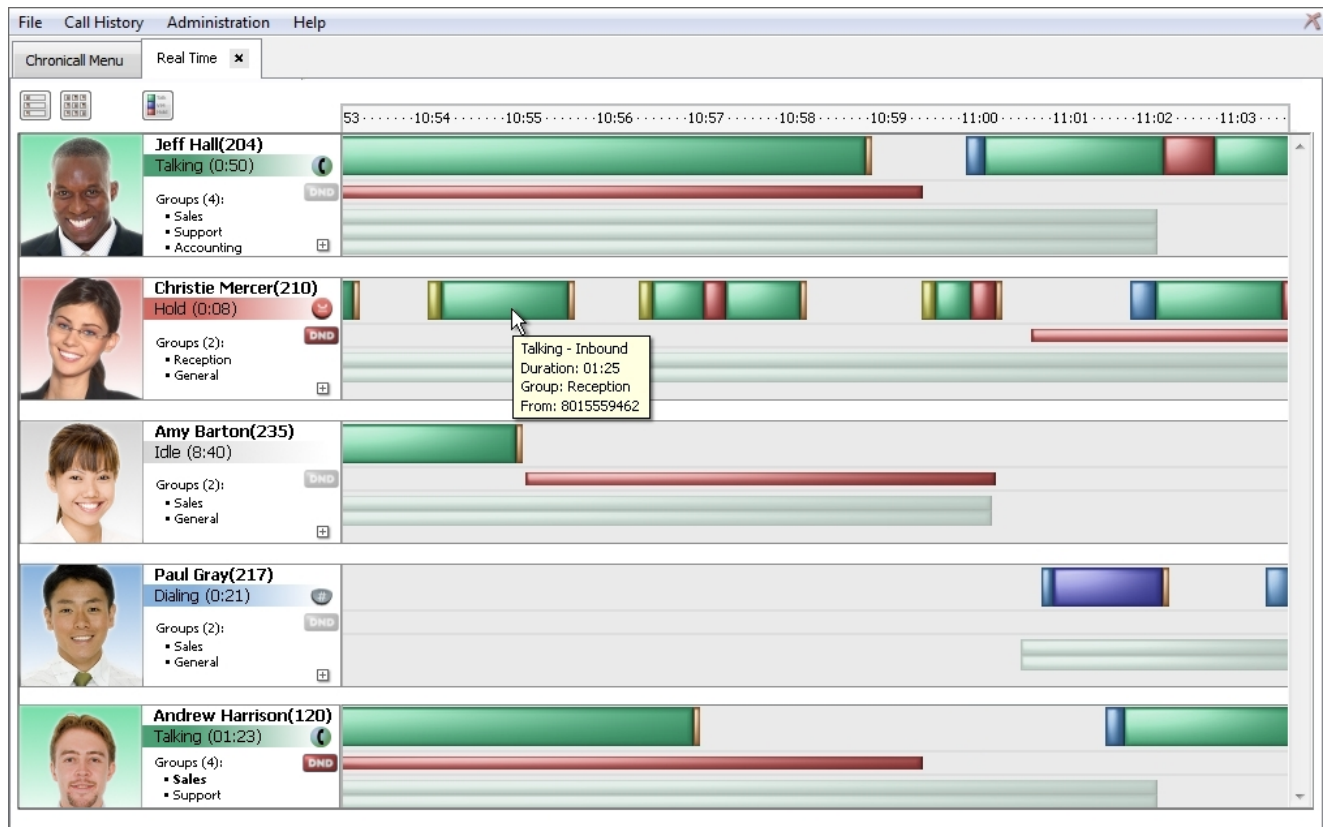 File Call History Administration Help
Chronicall Menu Real Time
53 10:54 10:55 10:56 10:57 10:58 10:59 11:00 11:01 11:02 11:03
Jeff Hall(204)
Talking (0:50)
DND
Groups (4):
▪ Sales
▪ Support
▪ Accounting
Christie Mercer(210)
Hold (0:08)
DND
Groups (2):
▪ Reception
▪ General
Talking - Inbound
Duration: 01:25
Group: Reception
From: 8015559462
Amy Barton(235)
Idle (8:40)
DND
Groups (2):
▪ Sales
▪ General
Paul Gray(217)
Dialing (0:21)
#
DND
Groups (2):
▪ Sales
▪ General
Andrew Harrison(120)
Talking (01:23)
DND
Groups (4):
▪ Sales
▪ Support